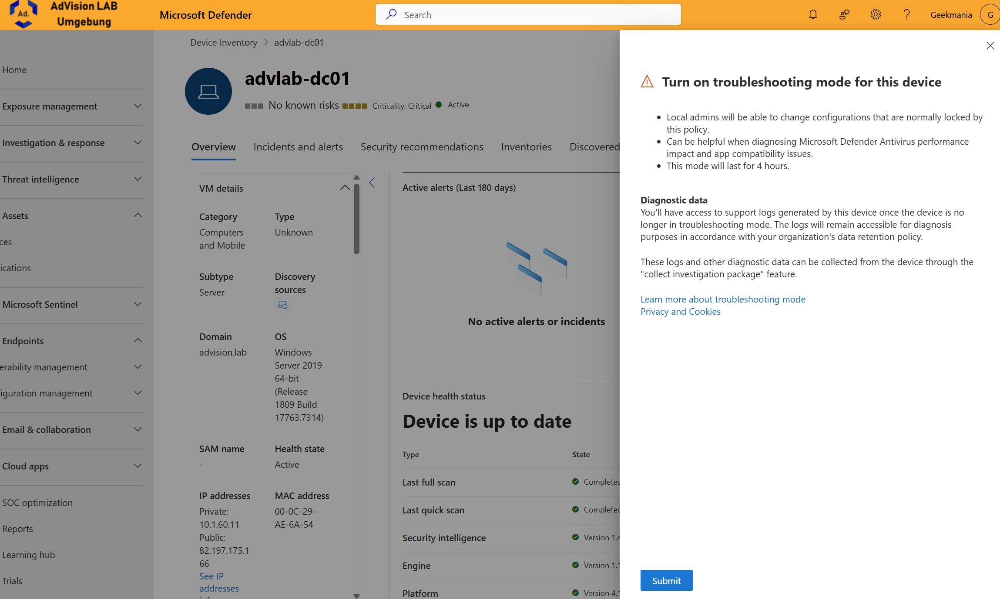 Ad.
AdVision LAB
Umgebung
Microsoft Defender
Search
Geekmania
G
Home
Exposure management
Investigation & response
Threat intelligence
Assets
ces
ications
Microsoft Sentinel
Endpoints
erability management
figuration management
Email & collaboration
Cloud apps
SOC optimization
Reports
Learning hub
Trials
Device Inventory > advlab-dc01
advlab-dc01
No known risks
Criticality: Critical
Active
Overview
Incidents and alerts
Security recommendations
Inventories
Discovered
VM details
Category
Computers
and Mobile
Type
Unknown
Subtype
Server
Discovery
sources
Domain
advision.lab
OS
Windows
Server 2019
64-bit
(Release
1809 Build
17763.7314)
SAM name
-
Health state
Active
IP addresses
Private:
10.1.60.11
Public:
82.197.175.1
66
See IP
addresses
MAC address
00-0C-29-
AE-6A-54
Active alerts (Last 180 days)
No active alerts or incidents
Device health status
Device is up to date
Type State
Last full scan Completed
Last quick scan Completed
Security intelligence Version 1.4
Engine Version 1.1
Platform Version 4.1
Turn on troubleshooting mode for this device
• Local admins will be able to change configurations that are normally locked by
this policy.
• Can be helpful when diagnosing Microsoft Defender Antivirus performance
impact and app compatibility issues.
• This mode will last for 4 hours.
Diagnostic data
You'll have access to support logs generated by this device once the device is no
longer in troubleshooting mode. The logs will remain accessible for diagnosis
purposes in accordance with your organization's data retention policy.
These logs and other diagnostic data can be collected from the device through the
"collect investigation package" feature.
Learn more about troubleshooting mode
Privacy and Cookies
Submit